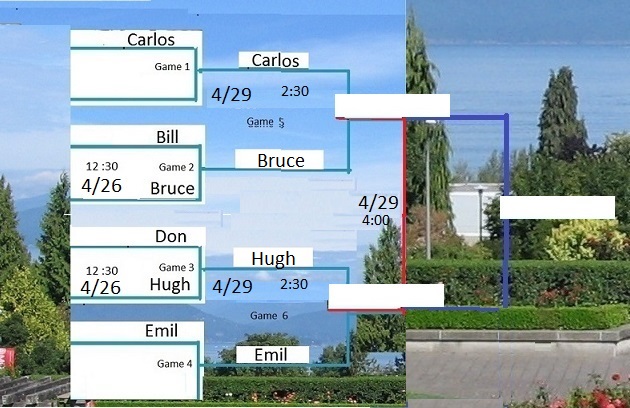 Carlos
Game 1
Carlos
4/29 2:30
Game 5
Bill
12:30 Game 2
4/26 Bruce
Bruce
4/29
4:00
Don
12:30 Game 3
4/26 Hugh
Hugh
4/29 2:30
Game 6
Emil
Game 4
Emil